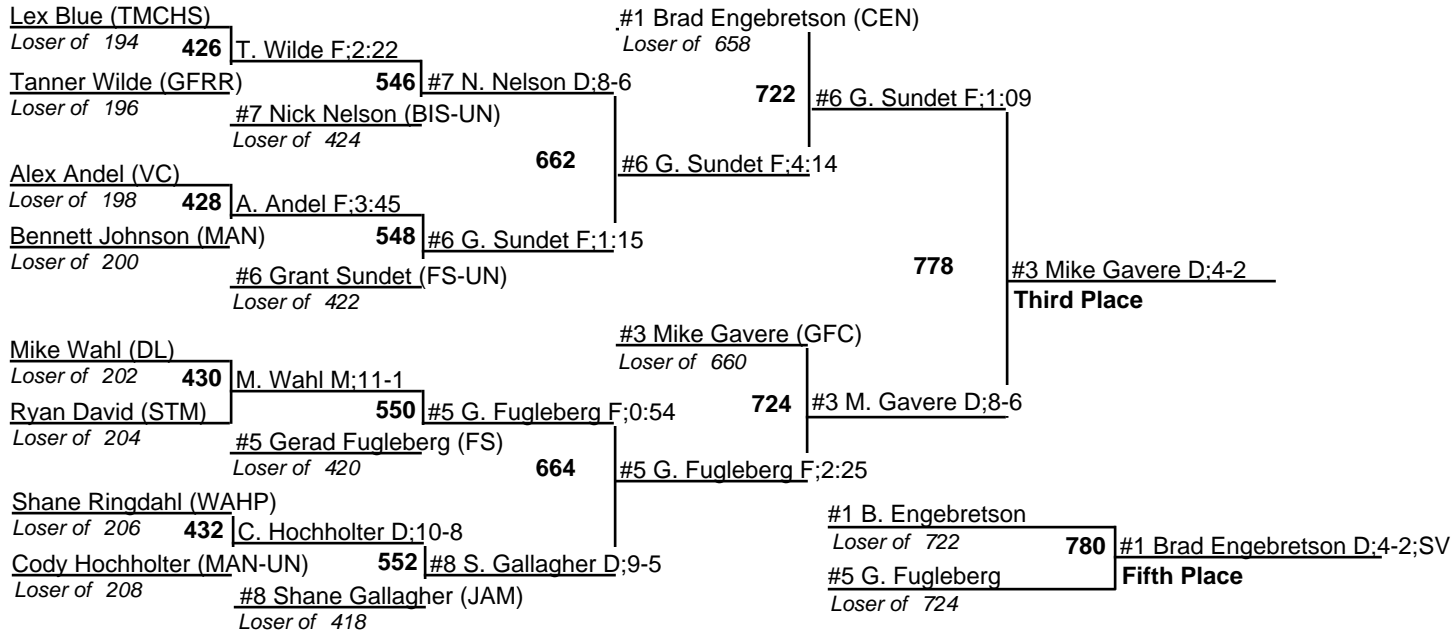 Lex Blue (TMCHS)
Loser of 194
426
T. Wilde F;2:22
Tanner Wilde (GFRR)
Loser of 196
546
#7 N. Nelson D;8-6
#7 Nick Nelson (BIS-UN)
Loser of 424
662
#6 G. Sundet F;4:14
Alex Andel (VC)
Loser of 198
428
A. Andel F;3:45
Bennett Johnson (MAN)
Loser of 200
548
#6 G. Sundet F;1:15
#6 Grant Sundet (FS-UN)
Loser of 422
#1 Brad Engebretson (CEN)
Loser of 658
722
#6 G. Sundet F;1:09
778
#3 Mike Gavere D;4-2
Third Place
Mike Wahl (DL)
Loser of 202
430
M. Wahl M;11-1
Ryan David (STM)
Loser of 204
550
#5 G. Fugleberg F;0:54
#5 Gerad Fugleberg (FS)
Loser of 420
664
#5 G. Fugleberg F;2:25
Shane Ringdahl (WAHP)
Loser of 206
432
C. Hochholter D;10-8
Cody Hochholter (MAN-UN)
Loser of 208
552
#8 S. Gallagher D;9-5
#8 Shane Gallagher (JAM)
Loser of 418
#3 Mike Gavere (GFC)
Loser of 660
724
#3 M. Gavere D;8-6
#1 B. Engebretson
Loser of 722
780
#1 Brad Engebretson D;4-2;SV
Fifth Place
#5 G. Fugleberg
Loser of 724